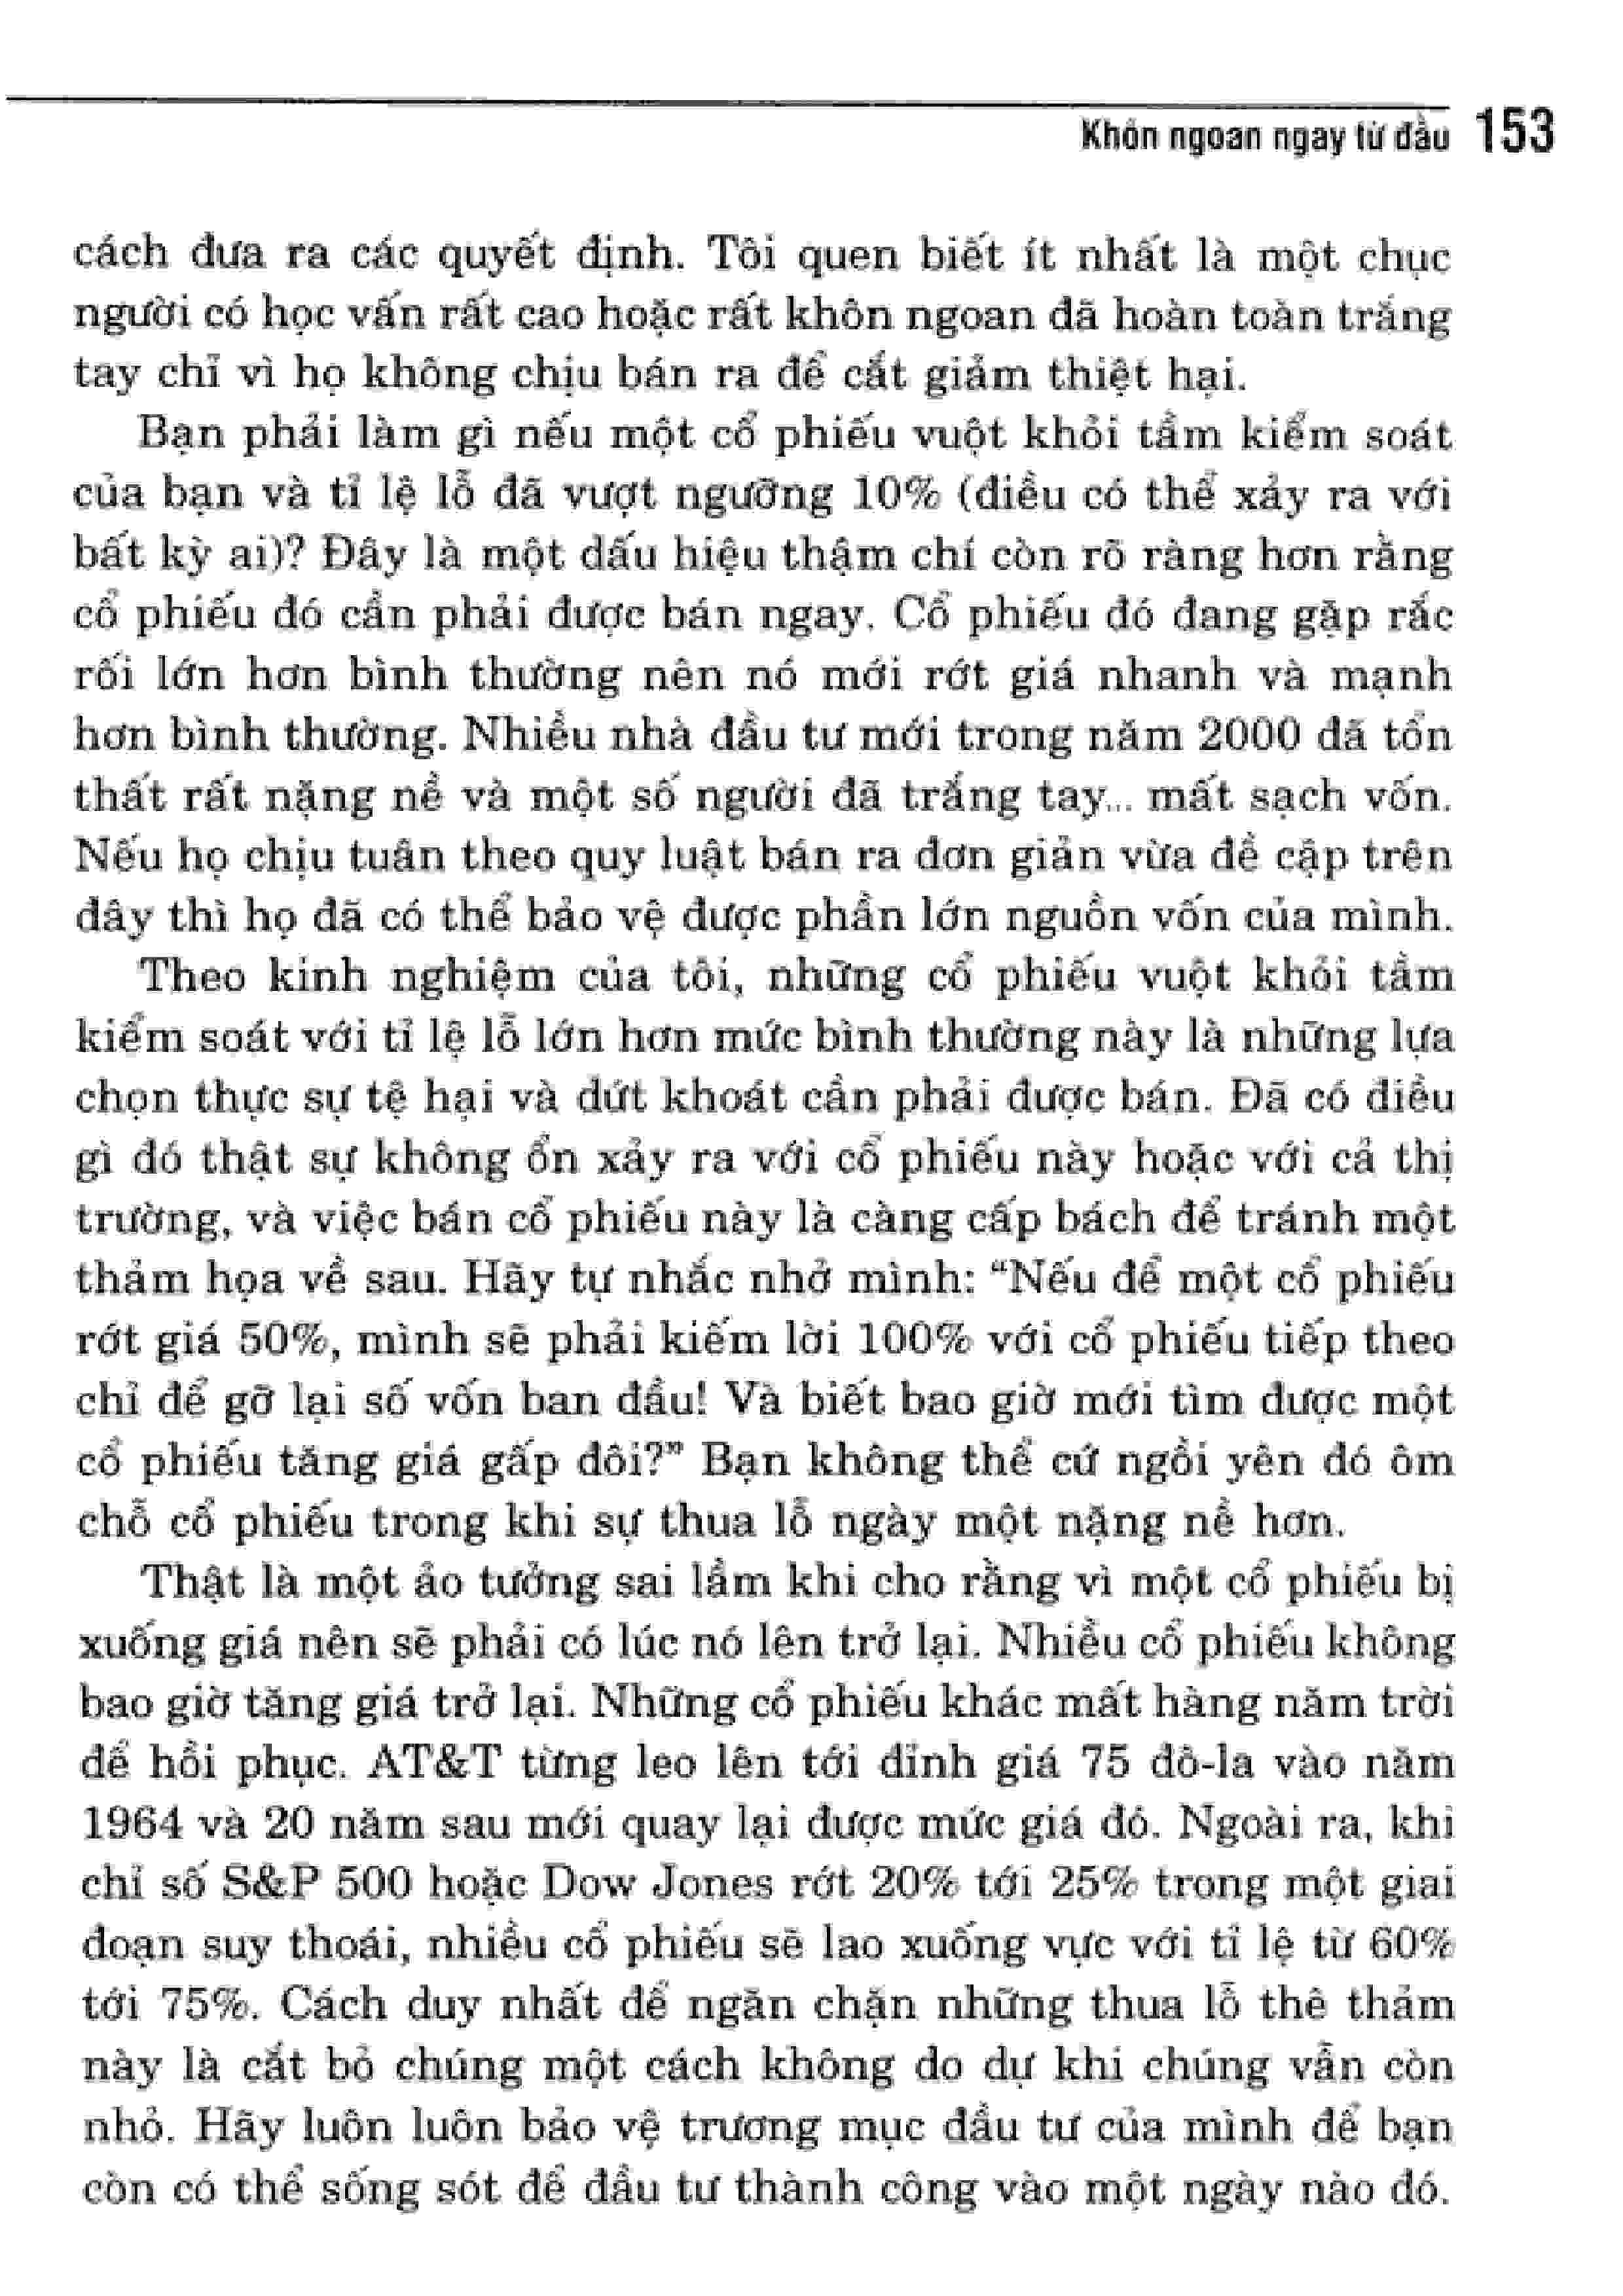 Khôn ngoan ngay từ đầu 153
cách đưa ra các quyết định. Tôi quen biết ít nhất là một chục
người có học vấn rất cao hoặc rất khôn ngoan đã hoàn toàn trắng
tay chỉ vì họ không chịu bán ra để cắt giảm thiệt hại.
Bạn phải làm gì nếu một cổ phiếu vuột khỏi tầm kiểm soát
của bạn và tỉ lệ lỗ đã vượt ngưỡng 10% (điều có thể xảy ra với
bất kỳ ai)? Đây là một dấu hiệu thậm chí còn rõ ràng hơn rằng
cổ phiếu đó cần phải được bán ngay. Cổ phiếu đó đang gặp rắc
rối lớn hơn bình thường nên nó mới rớt giá nhanh và mạnh
hơn bình thường. Nhiều nhà đầu tư mới trong năm 2000 đã tổn
thất rất nặng nề và một số người đã trắng tay... mất sạch vốn.
Nếu họ chịu tuân theo quy luật bán ra đơn giản vừa đề cập trên
đây thì họ đã có thể bảo vệ được phần lớn nguồn vốn của mình.
Theo kinh nghiệm của tôi, những cổ phiếu vuột khỏi tầm
kiểm soát với tỉ lệ lỗ lớn hơn mức bình thường này là những lựa
chọn thực sự tệ hại và dứt khoát cần phải được bán. Đã có điều
gì đó thật sự không ổn xảy ra với cổ phiếu này hoặc với cả thị
trường, và việc bán cổ phiếu này là càng cấp bách để tránh một
thảm họa về sau. Hãy tự nhắc nhở mình: “Nếu để một cổ phiếu
rớt giá 50%, mình sẽ phải kiếm lời 100% với cổ phiếu tiếp theo
chỉ để gỡ lại số vốn ban đầu! Và biết bao giờ mới tìm được một
cổ phiếu tăng giá gấp đôi?” Bạn không thể cứ ngồi yên đó ôm
chỗ cổ phiếu trong khi sự thua lỗ ngày một nặng nề hơn.
Thật là một ảo tưởng sai lầm khi cho rằng vì một cổ phiếu bị
xuống giá nên sẽ phải có lúc nó lên trở lại. Nhiều cổ phiếu không
bao giờ tăng giá trở lại. Những cổ phiếu khác mất hàng năm trời
để hồi phục. AT&T từng leo lên tới đỉnh giá 75 đô-la vào năm
1964 và 20 năm sau mới quay lại được mức giá đó. Ngoài ra, khi
chỉ số S&P 500 hoặc Dow Jones rớt 20% tới 25% trong một giai
đoạn suy thoái, nhiều cổ phiếu sẽ lao xuống vực với tỉ lệ từ 60%
tới 75%. Cách duy nhất để ngăn chặn những thua lỗ thê thảm
này là cắt bỏ chúng một cách không do dự khi chúng vẫn còn
nhỏ. Hãy luôn luôn bảo vệ trương mục đầu tư của mình để bạn
còn có thể sống sót để đầu tư thành công vào một ngày nào đó.